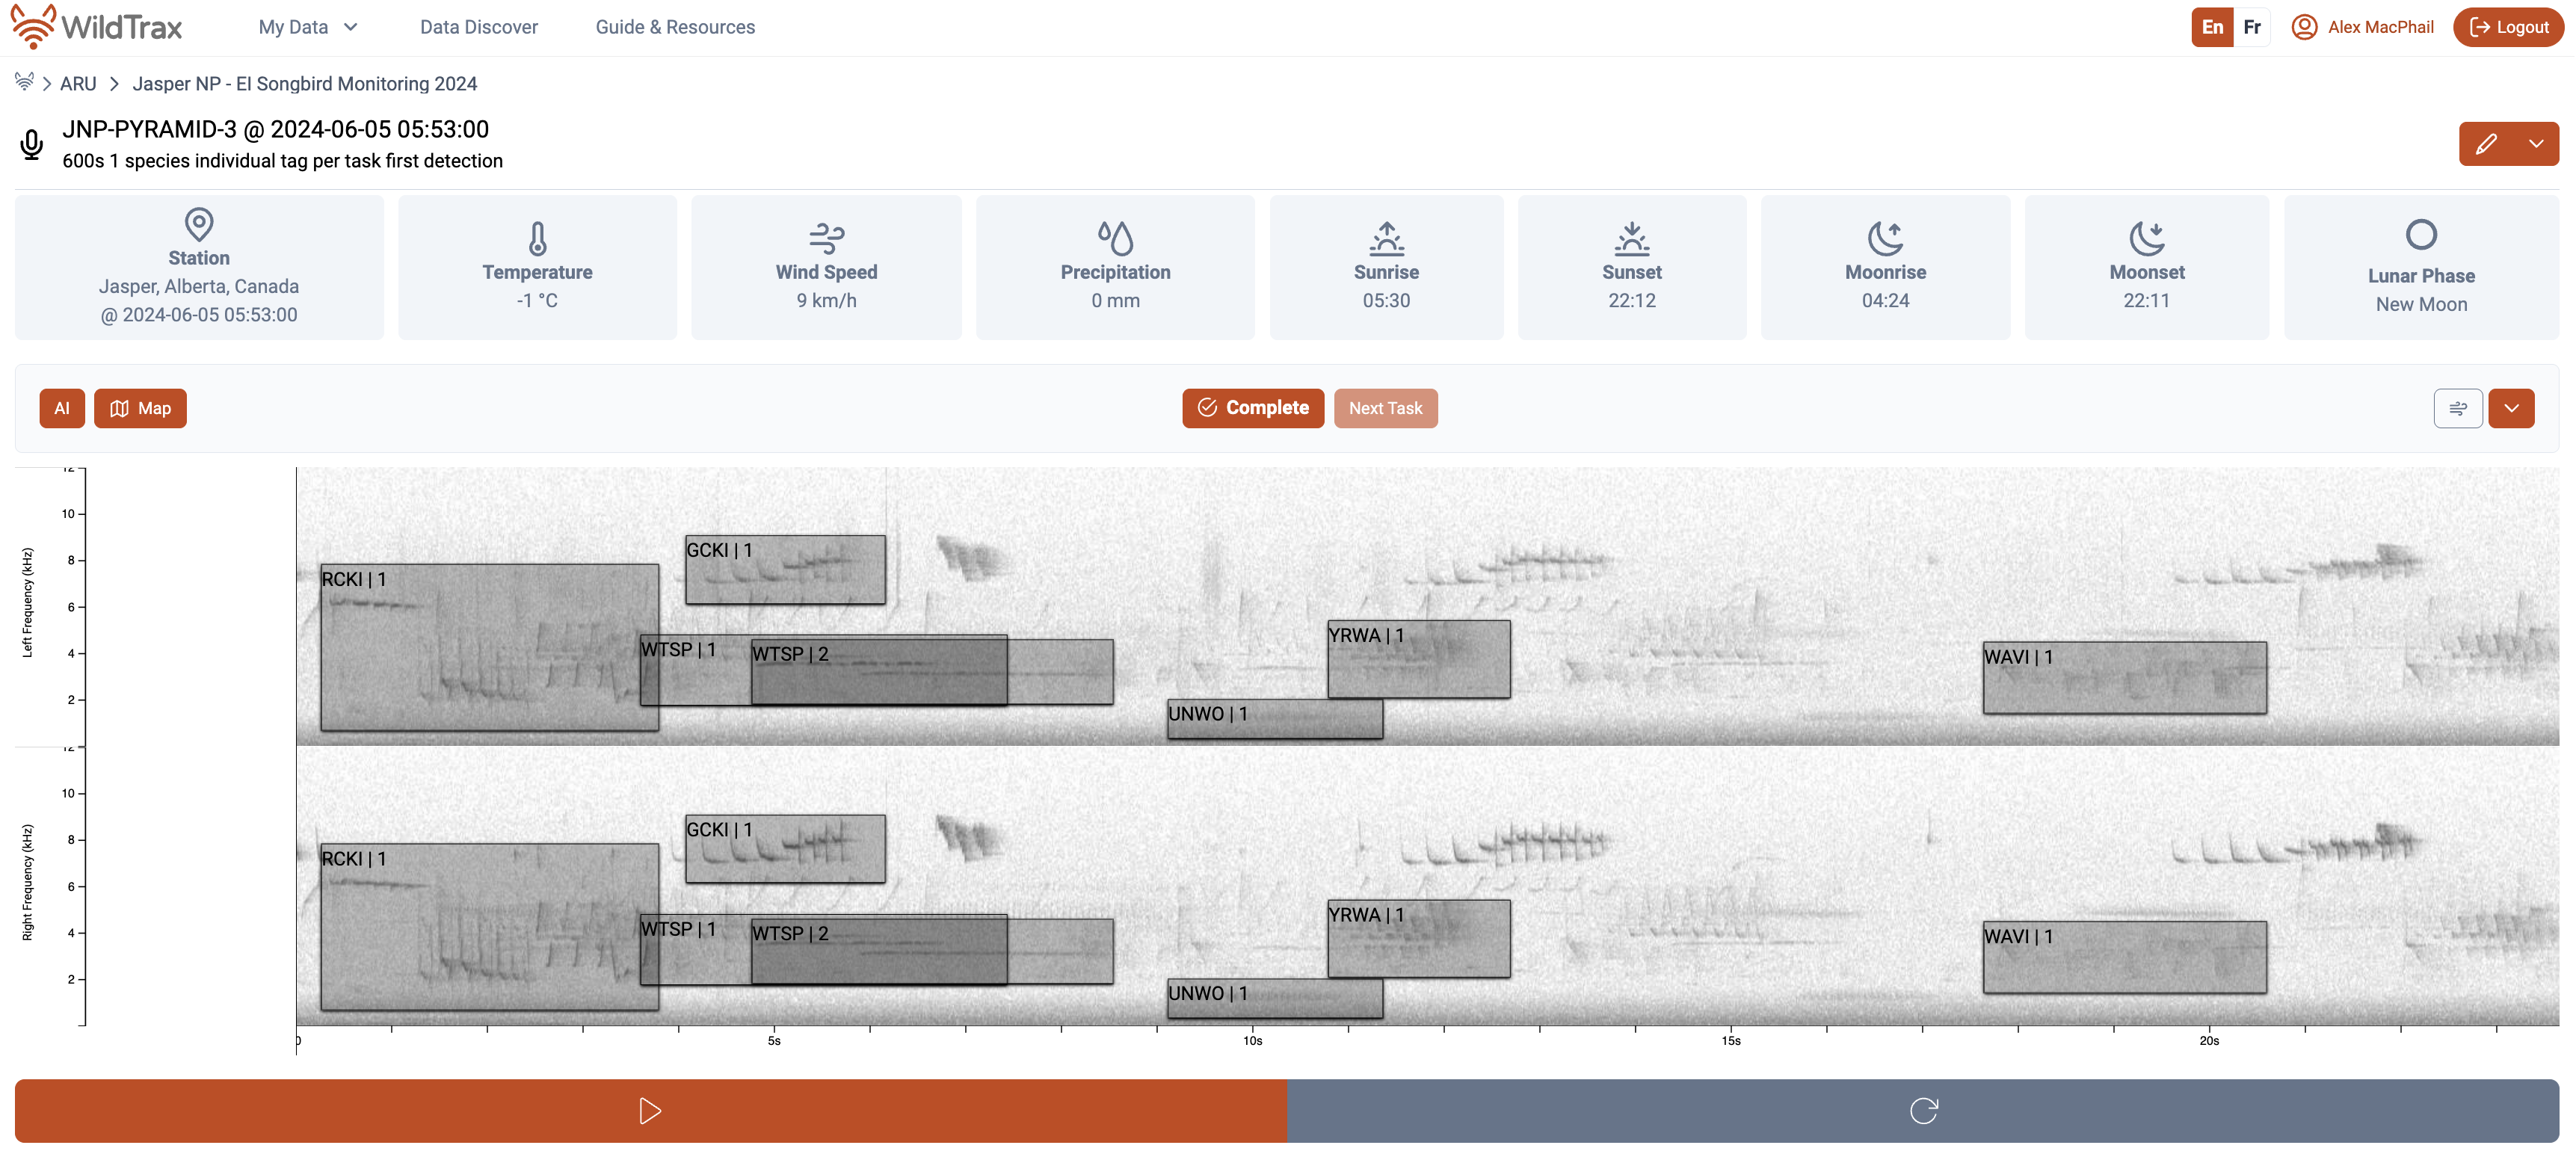 WildTrax
My Data
Data Discover
Guide & Resources
En
Fr
Alex MacPhail
Logout
ARU
Jasper NP - EI Songbird Monitoring 2024
JNP-PYRAMID-3 @ 2024-06-05 05:53:00
600s 1 species individual tag per task first detection
Station
Jasper, Alberta, Canada
@ 2024-06-05 05:53:00
Temperature
-1 °C
Wind Speed
9 km/h
Precipitation
0 mm
Sunrise
05:30
Sunset
22:12
Moonrise
04:24
Moonset
22:11
Lunar Phase
New Moon
AI
Map
Complete
Next Task
Left Frequency (kHz)
12
10
8
6
4
2
RCKI | 1
GCKI | 1
WTSP | 1
WTSP | 2
UNWO | 1
YRWA | 1
WAVI | 1
Right Frequency (kHz)
12
10
8
6
4
2
RCKI | 1
GCKI | 1
WTSP | 1
WTSP | 2
UNWO | 1
YRWA | 1
WAVI | 1
0
5s
10s
15s
20s